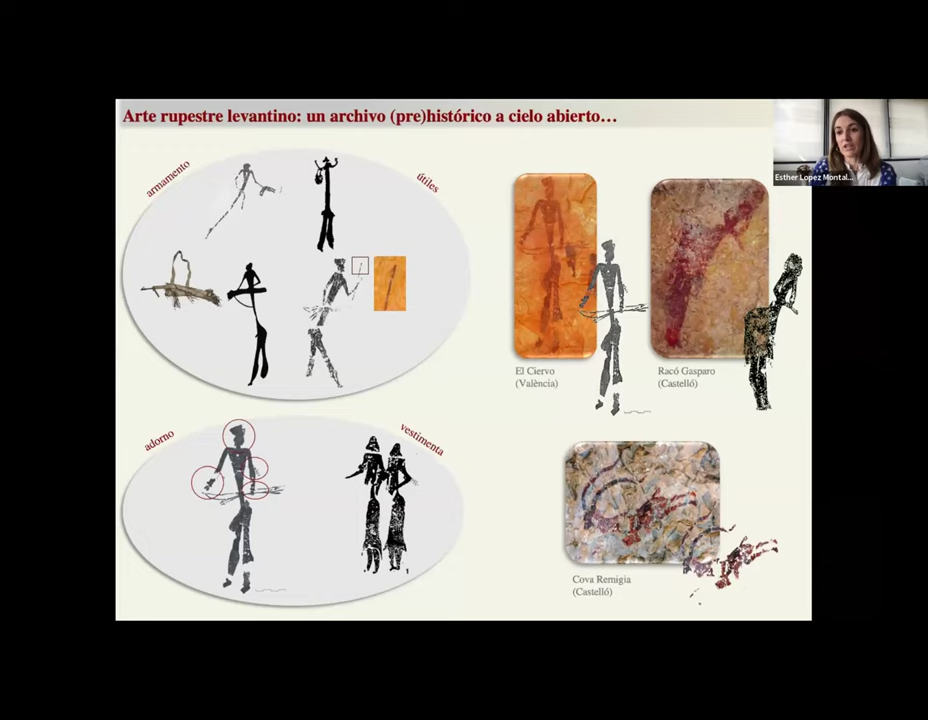 Arte rupestre levantino: un archivo (pre)histórico a cielo abierto…
Esther Lopez Montal...
armamento
útiles
El Ciervo
(València)
Racó Gasparo
(Castelló)
adorno
vestimenta
Cova Remigia
(Castelló)